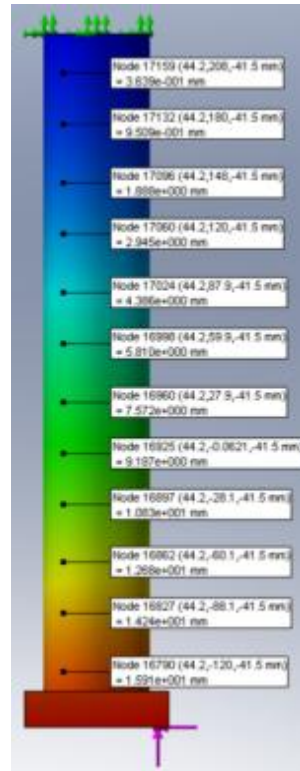 Node 17159 (44.2,208,-41.5 mm)
= 3.639e-001 mm
Node 17132 (44.2,180,-41.5 mm)
= 9.509e-001 mm
Node 17096 (44.2,148,-41.5 mm)
= 1.888e+000 mm
Node 17060 (44.2,120,-41.5 mm)
= 2.945e+000 mm
Node 17024 (44.2,87.9,-41.5 mm)
= 4.386e+000 mm
Node 16998 (44.2,59.9,-41.5 mm)
= 5.810e+000 mm
Node 16960 (44.2,27.9,-41.5 mm)
= 7.572e+000 mm
Node 16925 (44.2,-0.0621,-41.5 mm)
= 9.197e+000 mm
Node 16897 (44.2,-28.1,-41.5 mm)
= 1.083e+001 mm
Node 16862 (44.2,-60.1,-41.5 mm)
= 1.268e+001 mm
Node 16827 (44.2,-88.1,-41.5 mm)
= 1.424e+001 mm
Node 16790 (44.2,-120,-41.5 mm)
= 1.591e+001 mm